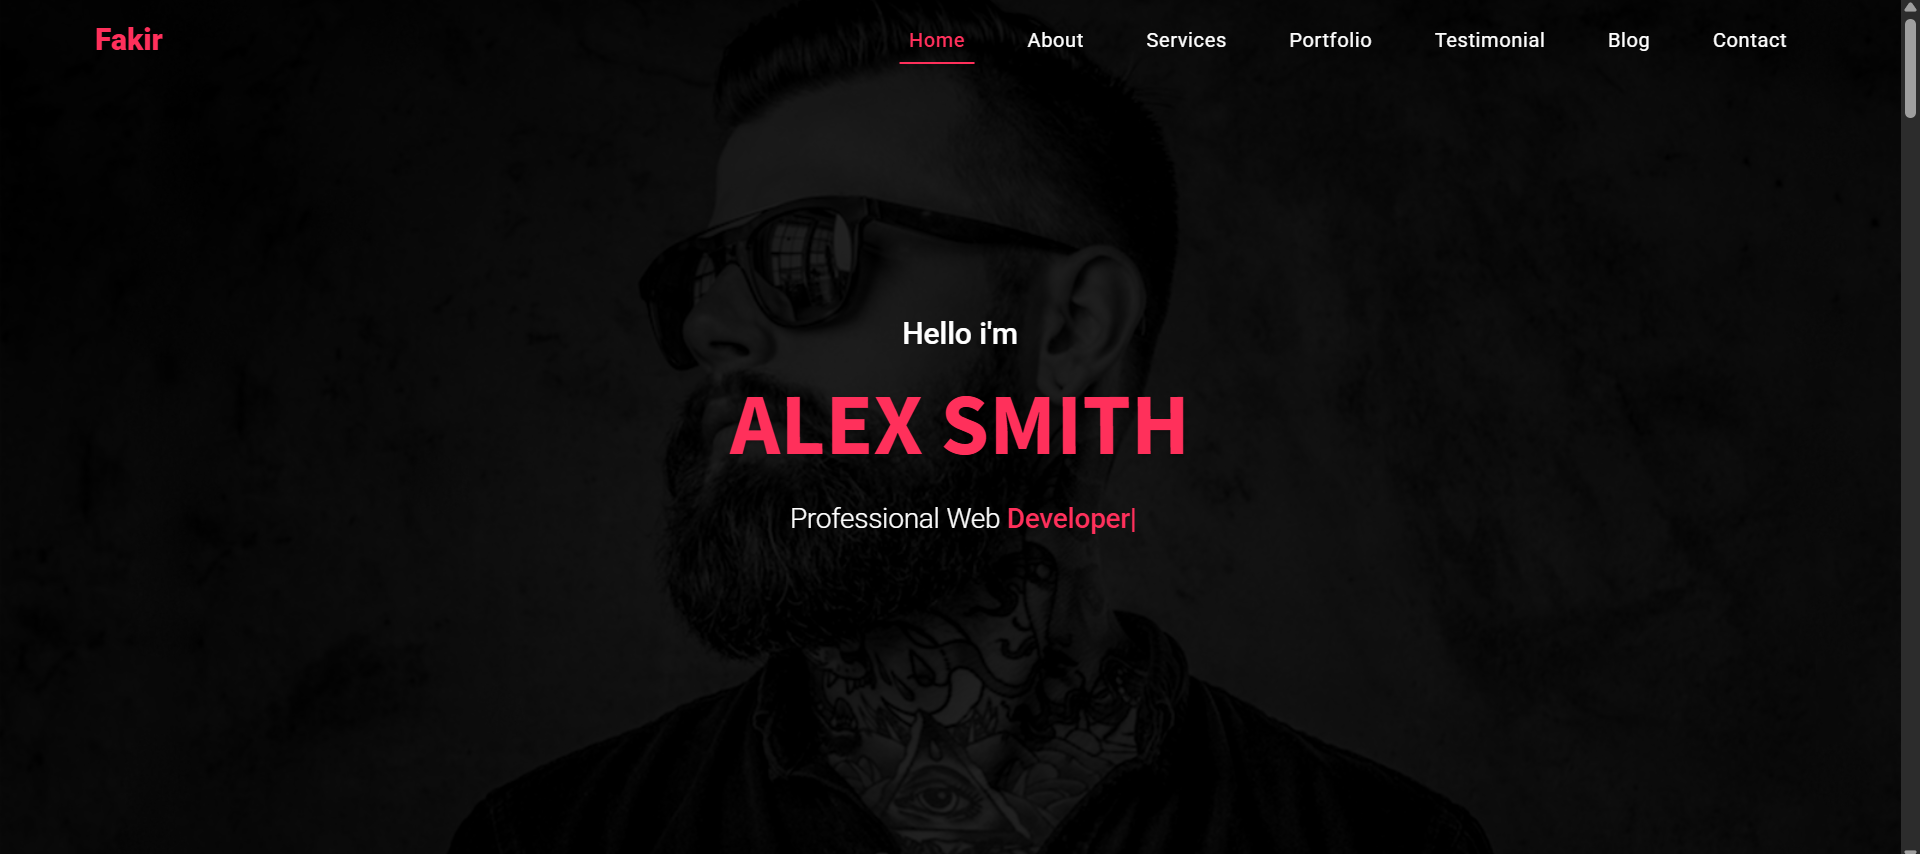 Fakir Home About Services Portfolio Testimonial Blog Contact
Hello i'm
ALEX SMITH
Professional Web Developer|